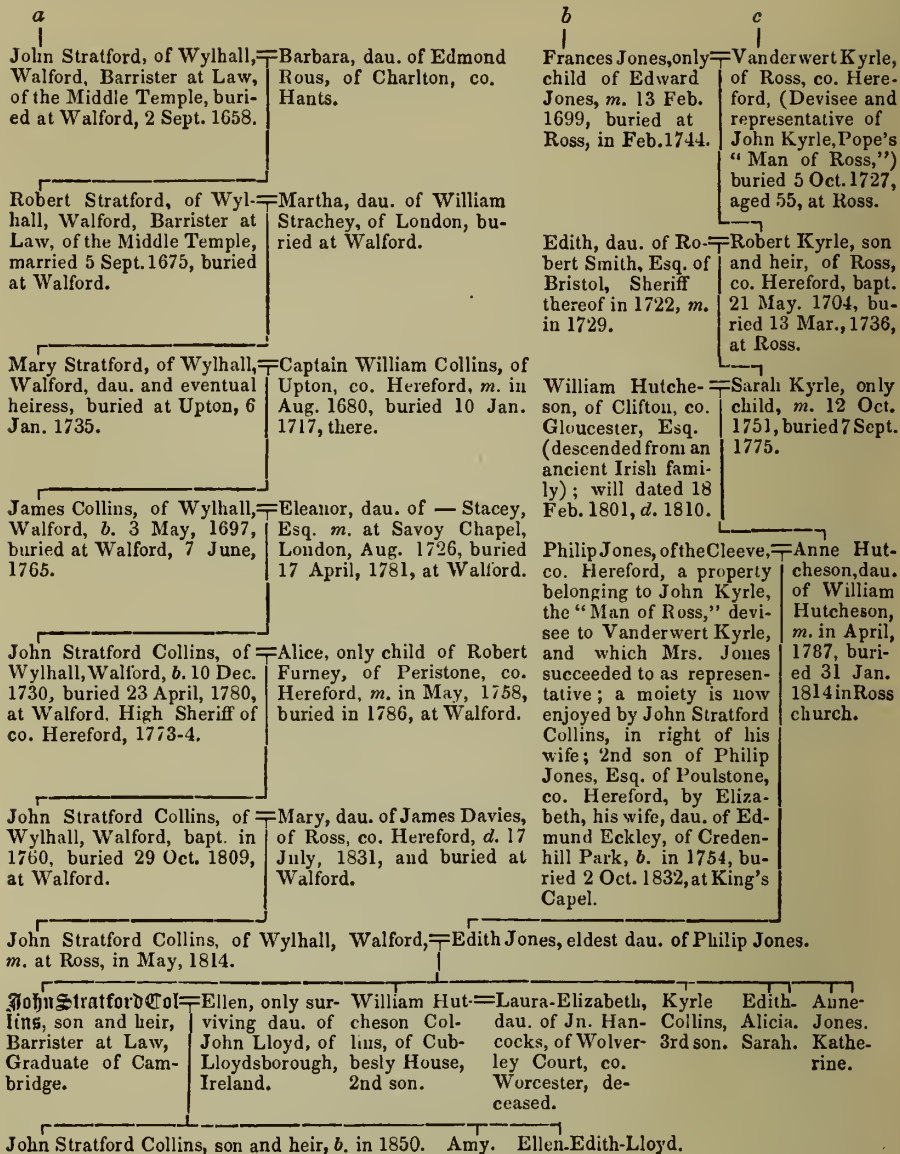 a
John Stratford, of Wylhall,
Walford, Barrister at Law,
of the Middle Temple, buri-
ed at Walford, 2 Sept. 1658.
Barbara, dau. of Edmond
Rous, of Charlton, co.
Hants.
Robert Stratford, of Wyl-
hall, Walford, Barrister at
Law, of the Middle Temple,
married 5 Sept. 1675, buried
at Walford.
Martha, dau. of William
Strachey, of London, bu-
ried at Walford.
Mary Stratford, of Wylhall,
Walford, dau. and eventual
heiress, buried at Upton, 6
Jan. 1735.
Captain William Collins, of
Upton, co. Hereford, m. in
Aug. 1680, buried 10 Jan.
1717, there.
James Collins, of Wylhall,
Walford, b. 3 May, 1697,
buried at Walford, 7 June,
1765.
Eleanor, dau. of — Stacey,
Esq. m. at Savoy Chapel,
London, Aug. 1726, buried
17 April, 1781, at Walford.
John Stratford Collins, of
Wylhall, Walford, b. 10 Dec.
1730, buried 23 April, 1780,
at Walford. High Sheriff of
co. Hereford, 1773-4.
Alice, only child of Robert
Furney, of Peristone, co.
Hereford, m. in May, 1758,
buried in 1786, at Walford.
John Stratford Collins, of
Wylhall, Walford, bapt. in
1760, buried 29 Oct. 1809,
at Walford.
Mary, dau. of James Davies,
of Ross, co. Hereford, d. 17
July, 1831, and buried at
Walford.
b
Frances Jones, only
child of Edward
Jones, m. 13 Feb.
1699, buried at
Ross, in Feb. 1744.
c
Vanderwert Kyrle,
of Ross, co. Here-
ford, (Devisee and
representative of
John Kyrle, Pope's
“ Man of Ross,”)
buried 5 Oct. 1727,
aged 55, at Ross.
Edith, dau. of Ro-
bert Smith, Esq. of
Bristol, Sheriff
thereof in 1722, m.
in 1729.
Robert Kyrle, son
and heir, of Ross,
co. Hereford, bapt.
21 May. 1704, bu-
ried 13 Mar., 1736,
at Ross.
William Hutche-
son, of Clifton, co.
Gloucester, Esq.
(descended from an
ancient Irish fami-
ly); will dated 18
Feb. 1801, d. 1810.
Sarah Kyrle, only
child, m. 12 Oct.
1751, buried 7 Sept.
1775.
Philip Jones, of the Cleeve,
co. Hereford, a property
belonging to John Kyrle,
the “Man of Ross,” devi-
see to Vanderwert Kyrle,
and which Mrs. Jones
succeeded to as represen-
tative; a moiety is now
enjoyed by John Stratford
Collins, in right of his
wife; 2nd son of Philip
Jones, Esq. of Poulstone,
co. Hereford, by Eliza-
beth, his wife, dau. of Ed-
mund Eckley, of Creden-
hill Park, b. in 1754, bu-
ried 2 Oct. 1832, at King's
Capel.
Anne Hut-
cheson, dau.
of William
Hutcheson,
m. in April,
1787, buri-
ed 31 Jan.
1814 in Ross
church.
John Stratford Collins, of Wylhall, Walford,
m. at Ross, in May, 1814.
Edith Jones, eldest dau. of Philip Jones.
John Stratford Col-
lins, son and heir,
Barrister at Law,
Graduate of Cam-
bridge.
Ellen, only sur-
viving dau. of
John Lloyd, of
Lloydsborough,
Ireland.
William Hut-
cheson Col-
lins, of Cub-
besly House,
2nd son.
Laura-Elizabeth,
dau. of Jn. Han-
cocks, of Wolver-
ley Court, co.
Worcester, de-
ceased.
Kyrle
Collins,
3rd son.
Edith-
Alicia.
Sarah.
Anne-
Jones.
Kathe-
rine.
John Stratford Collins, son and heir, b. in 1850. Amy. Ellen-Edith-Lloyd.